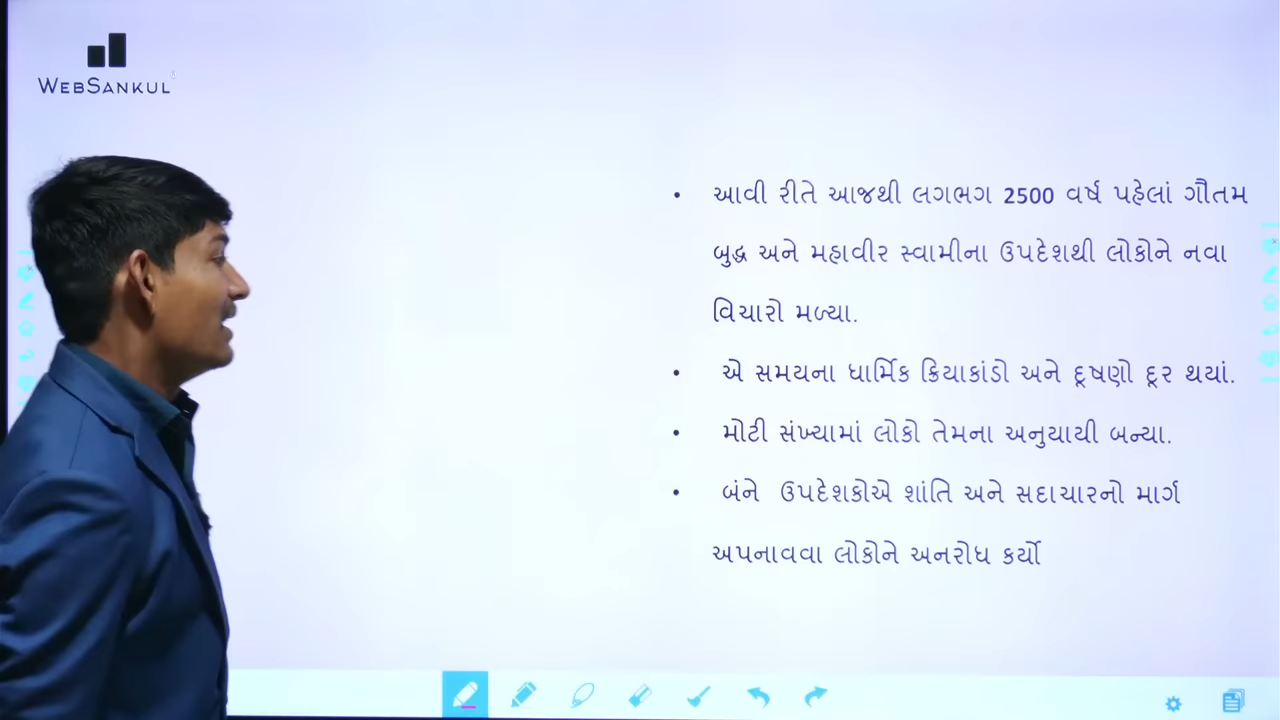 WEBSANKUL
• આવી રીતે આજથી લગભગ 2500 વર્ષ પહેલાં ગૌતમ
બુદ્ધ અને મહાવીર સ્વામીના ઉપદેશથી લોકોને નવા
વિચારો મળ્યા.
• એ સમયના ધાર્મિક ક્રિયાકાંડો અને દૂષણો દૂર થયાં.
• મોટી સંખ્યામાં લોકો તેમના અનુયાયી બન્યા.
• બંને ઉપદેશકોએ શાંતિ અને સદાચારનો માર્ગ
અપનાવવા લોકોને અનરોધ કર્યો